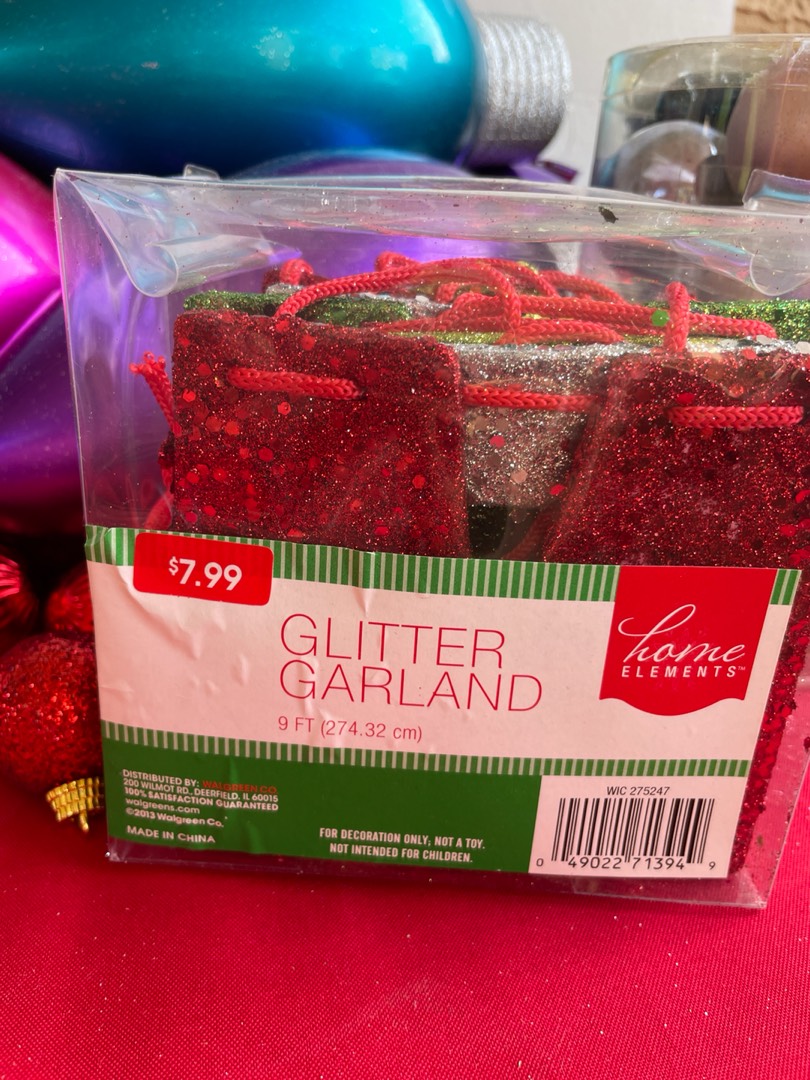 $7.99
GLITTER
GARLAND
9 FT (274.32 cm)
home
ELEMENTS™
DISTRIBUTED BY: WALGREEN CO.
200 WILMOT RD., DEERFIELD, IL 60015
100% SATISFACTION GUARANTEED
walgreens.com
©2013 Walgreen Co.
MADE IN CHINA
FOR DECORATION ONLY; NOT A TOY.
NOT INTENDED FOR CHILDREN.
WIC 275247
0 49022 71394 9